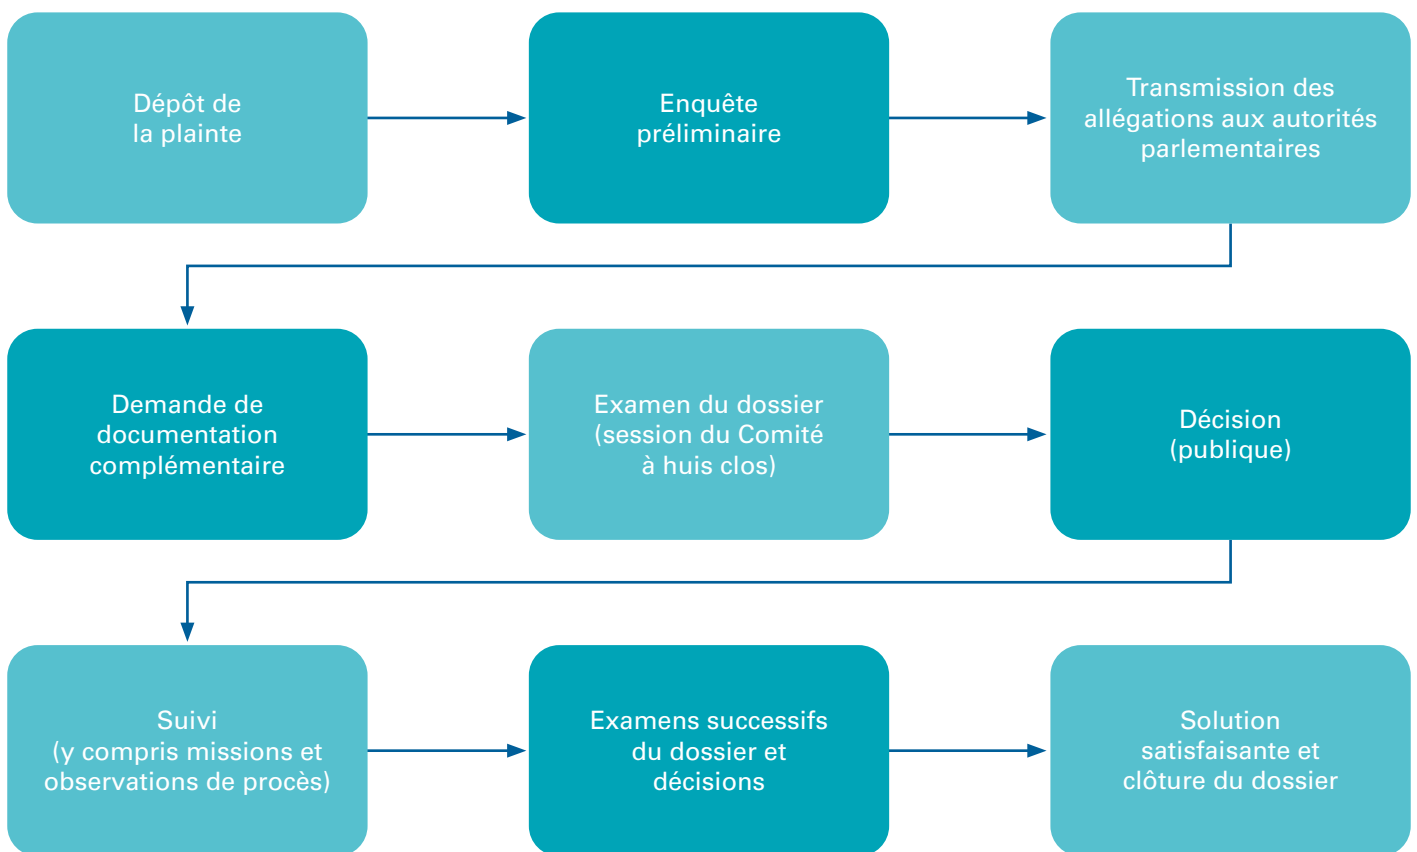 Dépôt de
la plainte
Enquête
préliminaire
Transmission des
allégations aux autorités
parlementaires
Demande de
documentation
complémentaire
Examen du dossier
(session du Comité
à huis clos)
Décision
(publique)
Suivi
(y compris missions et
observations de procès)
Examens successifs
du dossier et
décisions
Solution
satisfaisante et
clôture du dossier